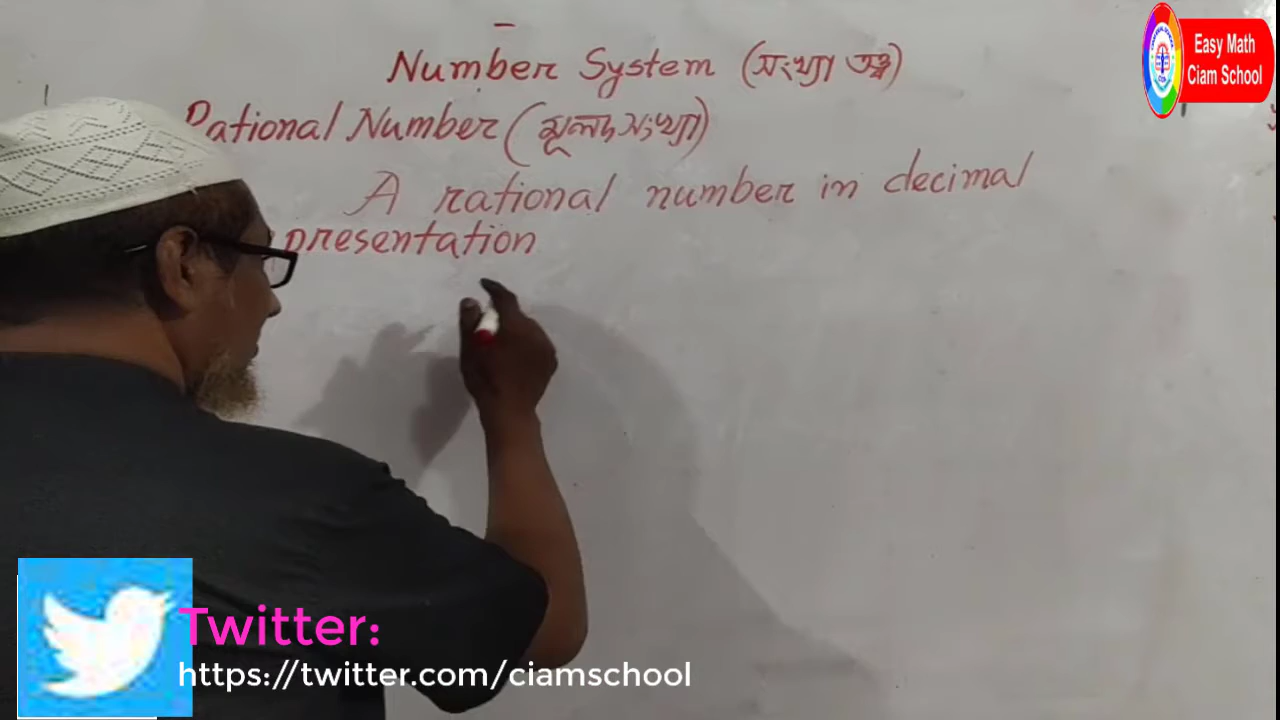 Number System (সংখ্যা তত্ত্ব)
Rational Number (মূলদ সংখ্যা)
A rational number in decimal
presentation
Easy Math
Ciam School
Twitter:
https://twitter.com/ciamschool